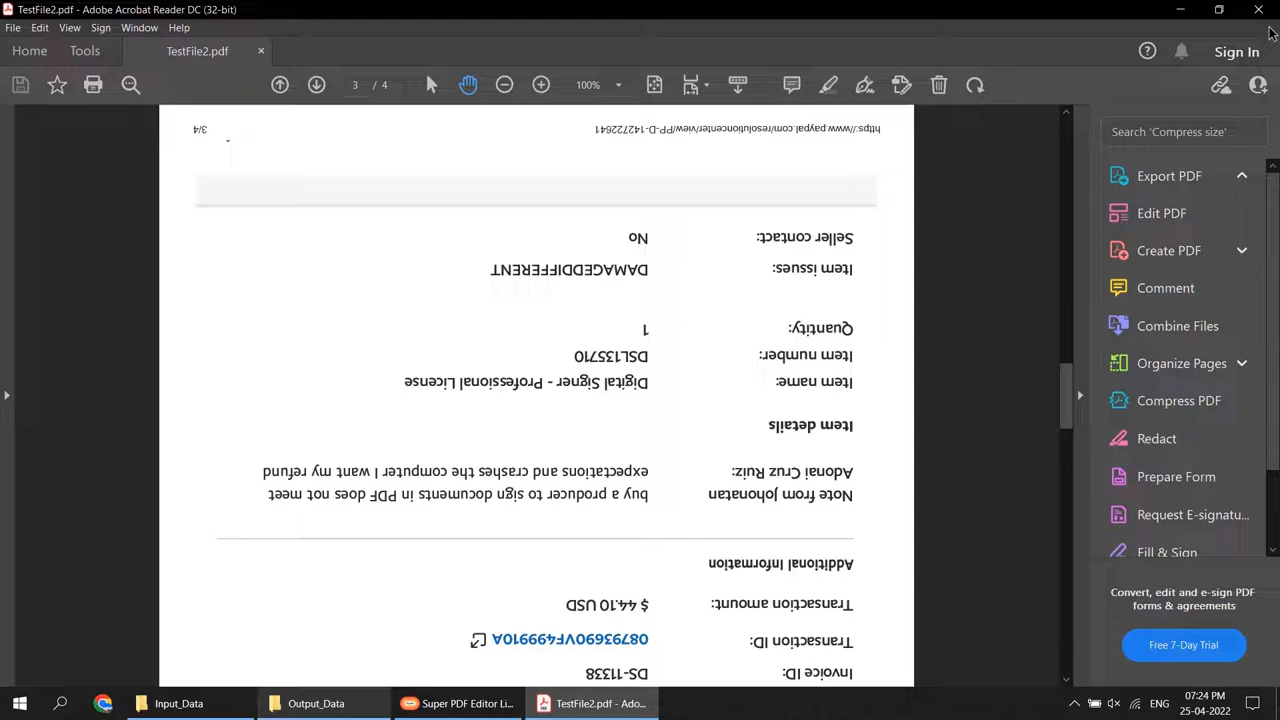 TestFile2.pdf - Adobe Acrobat Reader DC (32-bit)
File Edit View Sign Window Help
Home Tools TestFile2.pdf × Sign In
3 / 4 100%
Invoice ID: DS-11338
Transaction ID: 08793690VF499910A
Transaction amount: $ 44.10 USD
Additional Information
Note from Johonatan buy a producer to sign documents in PDF does not meet
Adonai Cruz Ruiz: expectations and crashes the computer I want my refund
Item details
Item name: Digital Signer - Professional License
Item number: DSL135710
Quantity: 1
Item issues: DAMAGEDDIFFERENT
Seller contact: No
https://www.paypal.com/resolutioncenter/view/PP-D-142722641 3/4
Search 'Compress size'
Export PDF
Edit PDF
Create PDF
Comment
Combine Files
Organize Pages
Compress PDF
Redact
Prepare Form
Request E-signatu...
Fill & Sign
Convert, edit and e-sign PDF
forms & agreements
Free 7-Day Trial
Input_Data Output_Data Super PDF Editor Li... TestFile2.pdf - Ado... ENG 07:24 PM
25-04-2022